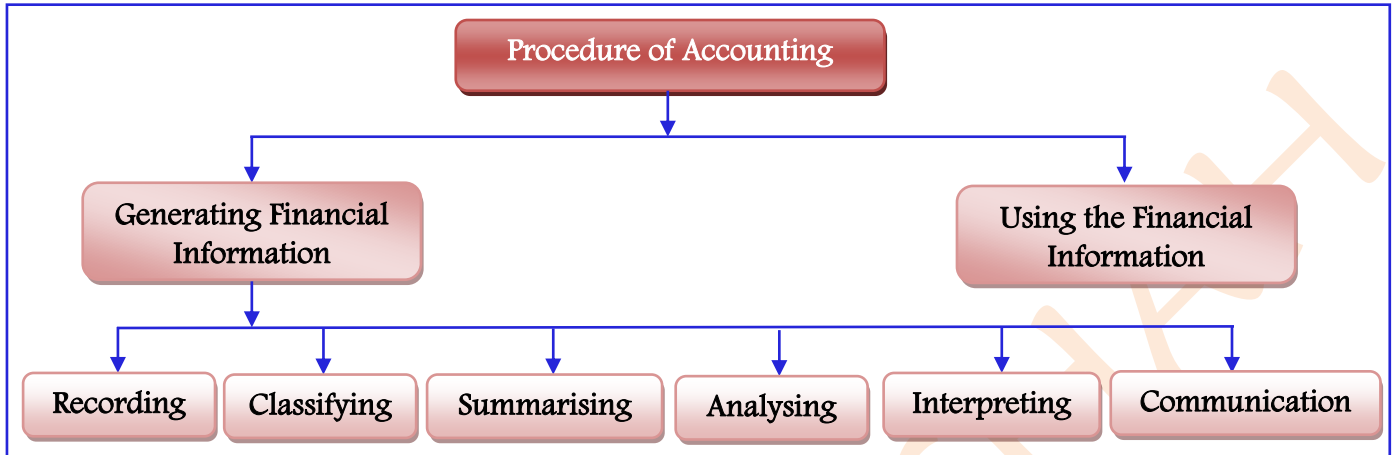 Procedure of Accounting
Generating Financial
Information
Using the Financial
Information
Recording
Classifying
Summarising
Analysing
Interpreting
Communication